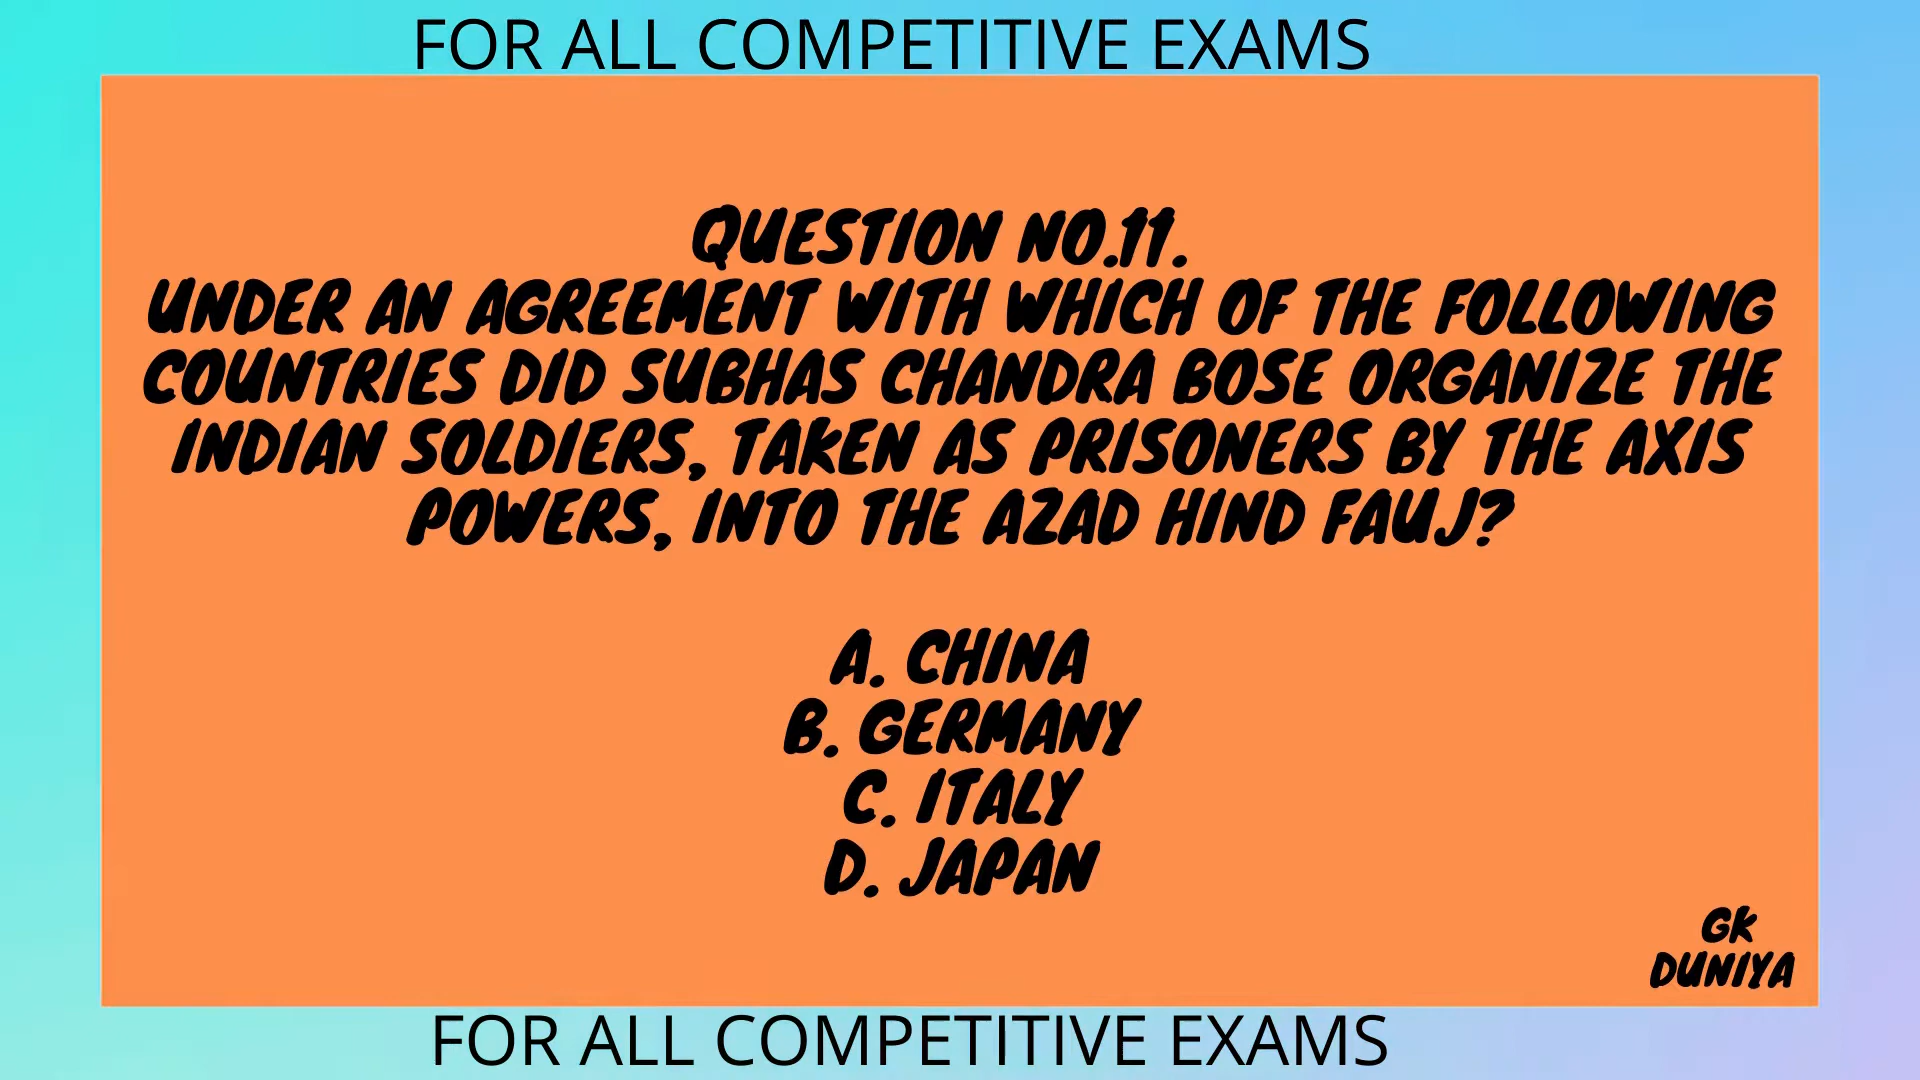 FOR ALL COMPETITIVE EXAMS
QUESTION NO.11.
UNDER AN AGREEMENT WITH WHICH OF THE FOLLOWING
COUNTRIES DID SUBHAS CHANDRA BOSE ORGANIZE THE
INDIAN SOLDIERS, TAKEN AS PRISONERS BY THE AXIS
POWERS, INTO THE AZAD HIND FAUJ?
A. CHINA
B. GERMANY
C. ITALY
D. JAPAN
GK
DUNIYA
FOR ALL COMPETITIVE EXAMS